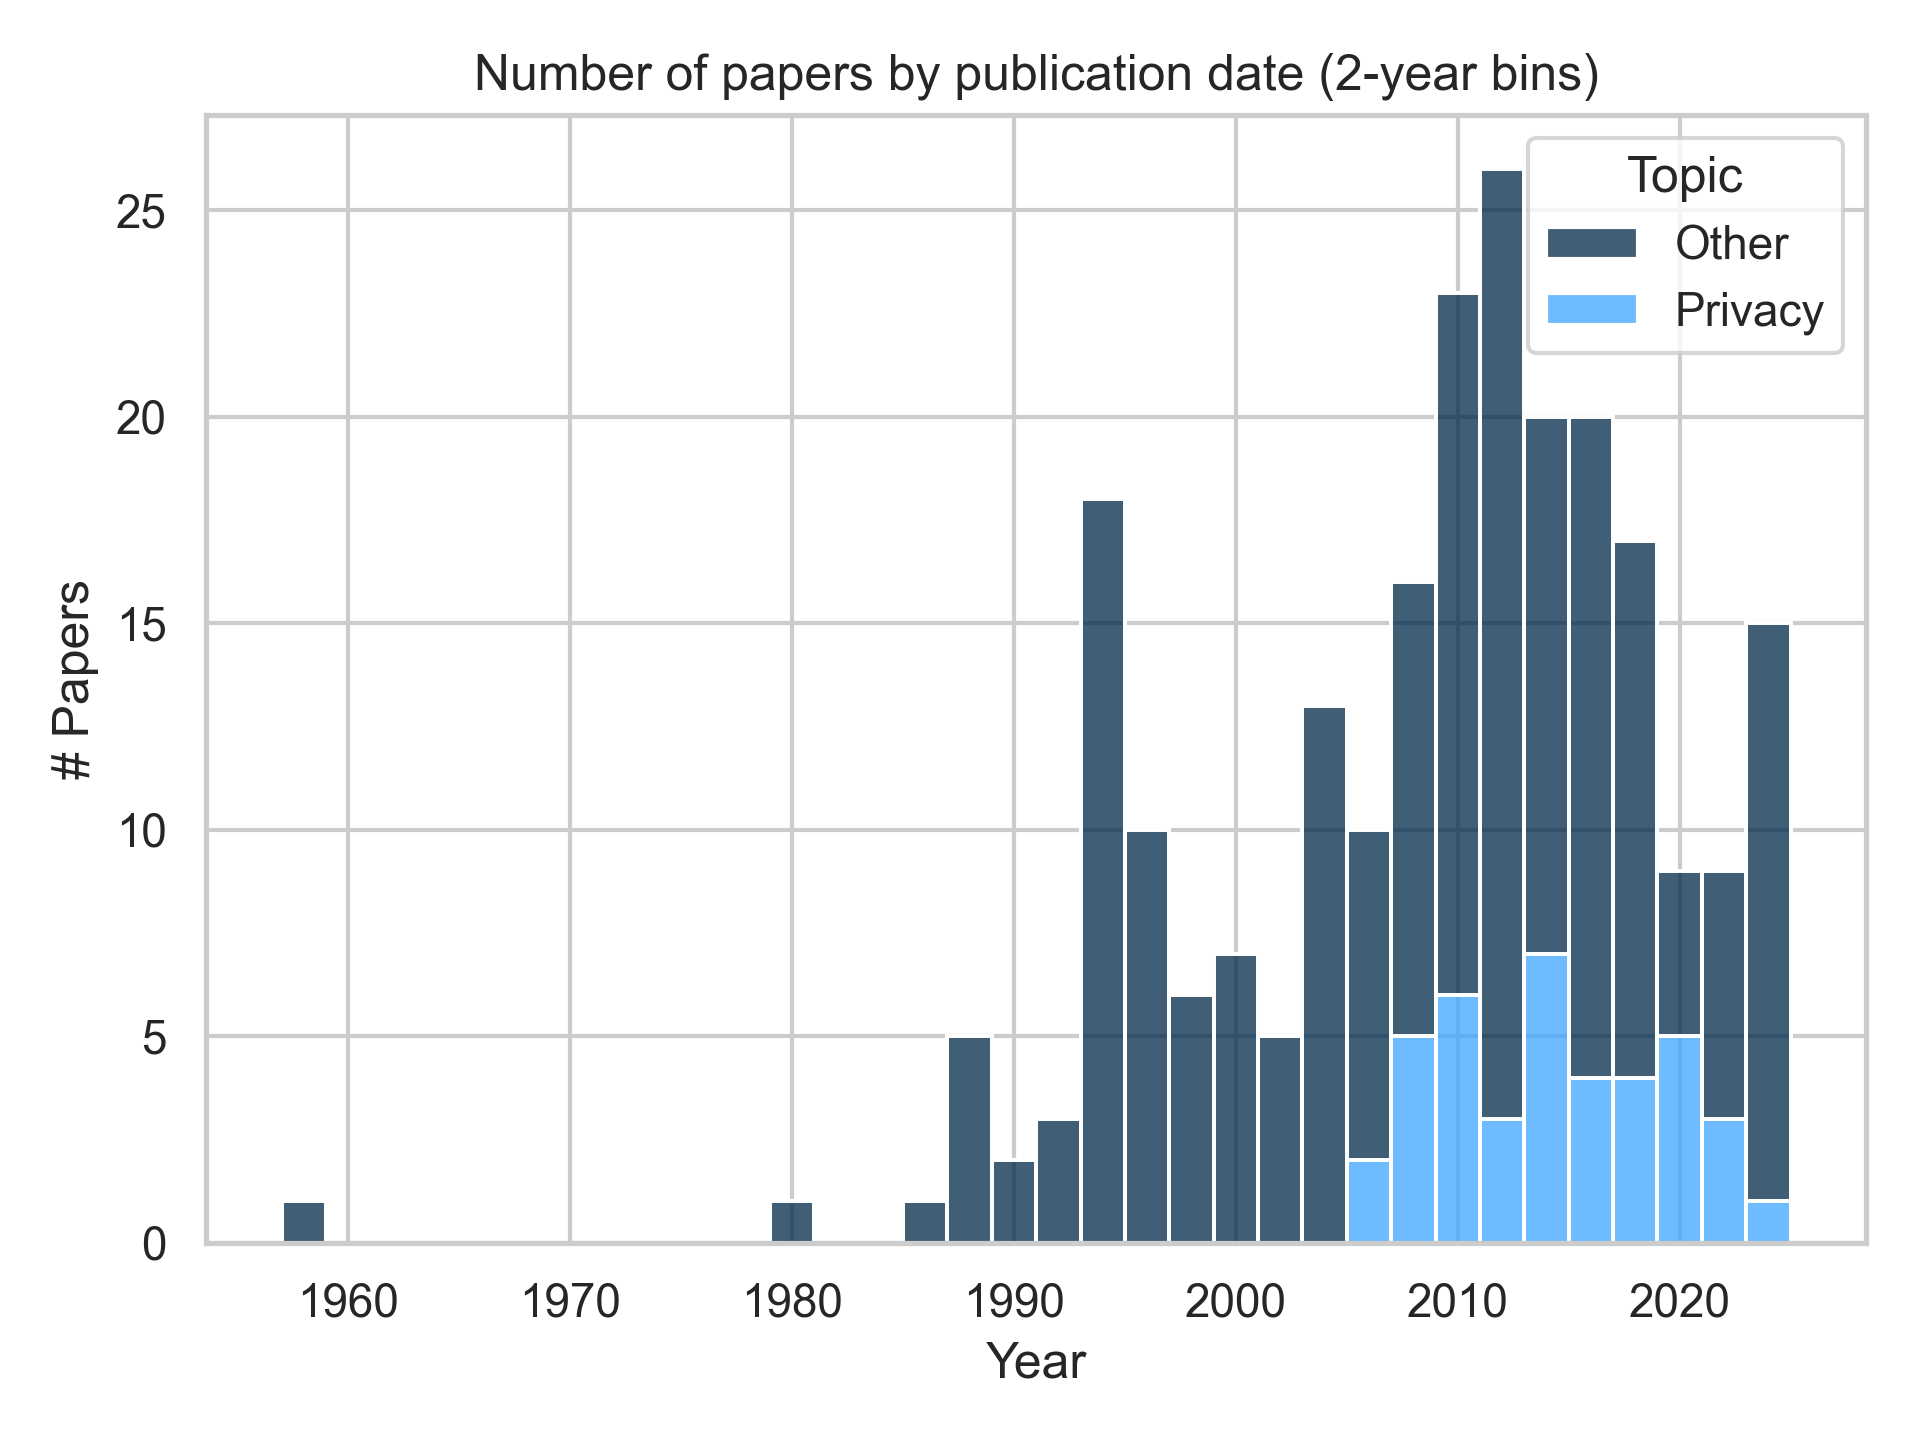 Number of papers by publication date (2-year bins)
Topic
Other
Privacy
# Papers
25
20
15
10
5
0
1960 1970 1980 1990 2000 2010 2020
Year